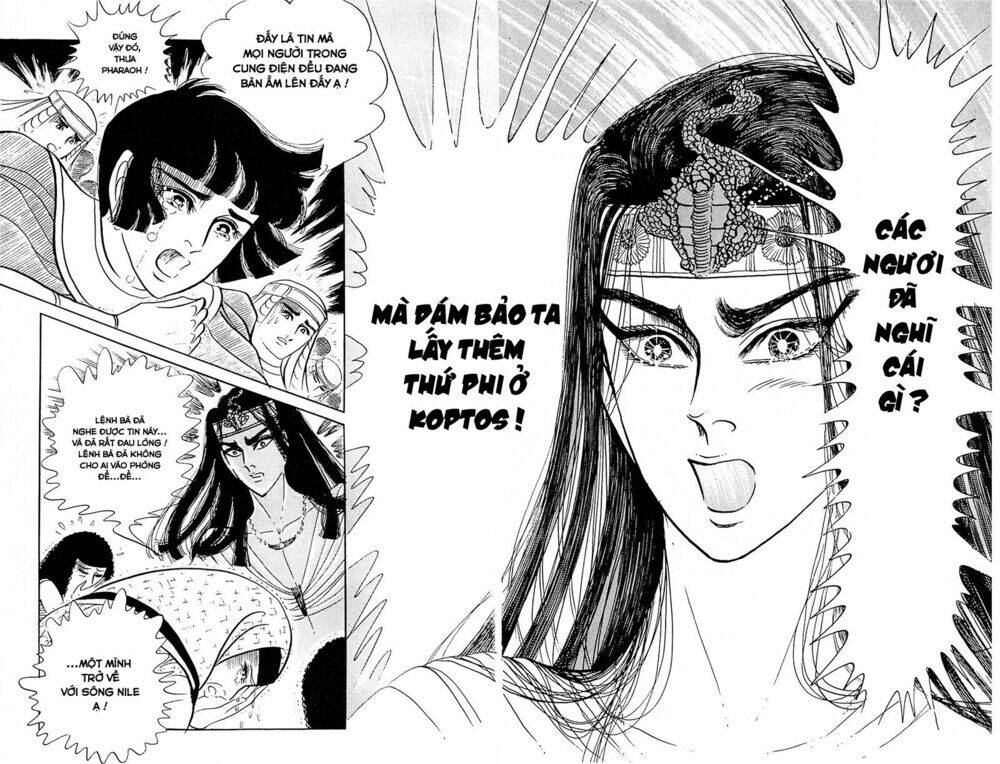 CÁC
NGƯƠI
ĐÃ
NGHĨ
CÁI
GÌ?
MÀ DÁM BẢO TA
LẤY THÊM
THỨ PHI Ở
KOPTOS!
ĐẤY LÀ TIN MÀ
MỌI NGƯỜI TRONG
CUNG ĐIỆN ĐỀU ĐANG
BÀN ẦM LÊN ĐẤY Ạ!
ĐÚNG
VẬY ĐÓ,
THƯA
PHARAOH!
LỆNH BÀ ĐÃ
NGHE ĐƯỢC TIN NÀY...
VÀ ĐÃ RẤT ĐAU LÒNG!
LỆNH BÀ ĐÃ KHÔNG
CHO AI VÀO PHÒNG
ĐỂ...ĐỂ...
...MỘT MÌNH
TRỞ VỀ
VỚI SÔNG NILE
Ạ!